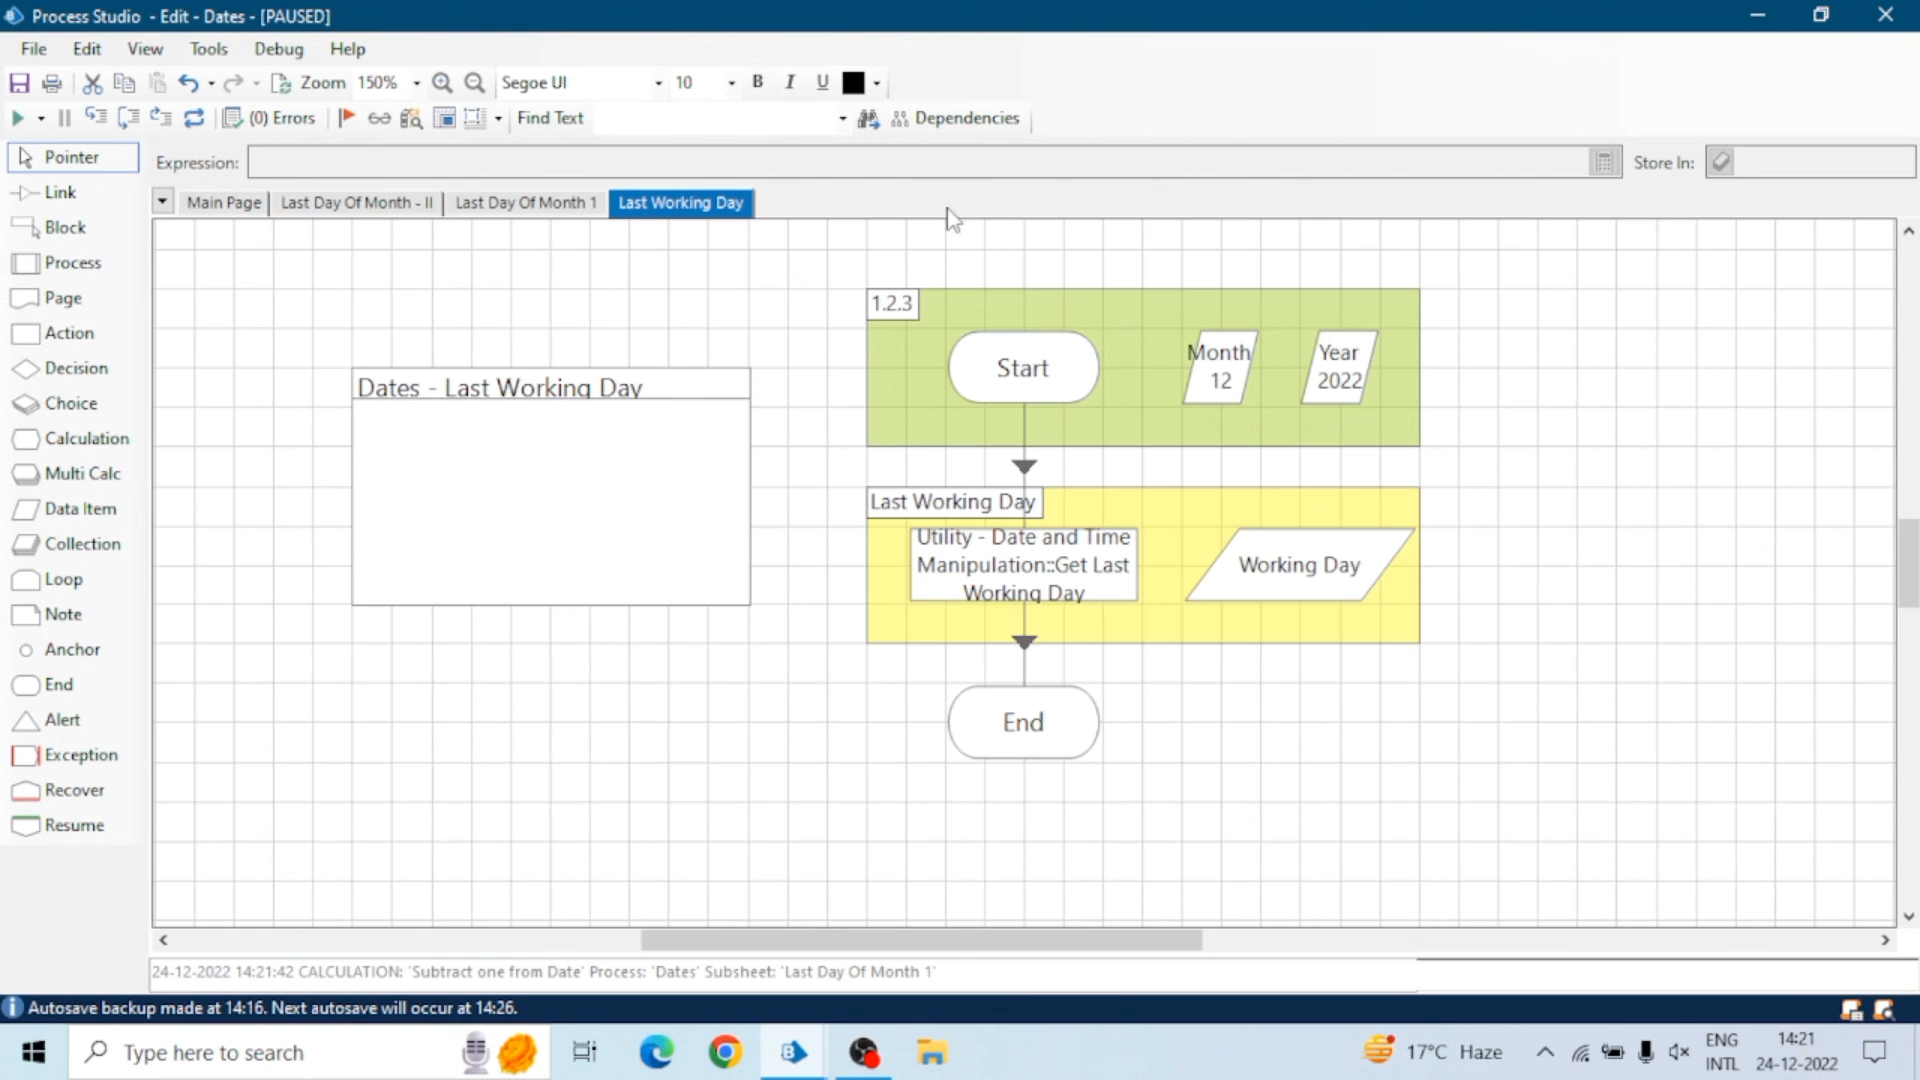 Process Studio - Edit - Dates - [PAUSED]
File Edit View Tools Debug Help
Zoom 150% Segoe UI 10 B I U
(0) Errors Find Text Dependencies
Pointer Expression: Store In:
Link Main Page Last Day Of Month - II Last Day Of Month 1 Last Working Day
Block
Process
Page
Action
Decision
Choice
Calculation
Multi Calc
Data Item
Collection
Loop
Note
Anchor
End
Alert
Exception
Recover
Resume
Dates - Last Working Day
1.2.3
Start
Month
12
Year
2022
Last Working Day
Utility - Date and Time
Manipulation::Get Last
Working Day
Working Day
End
24-12-2022 14:21:42 CALCULATION: 'Subtract one from Date' Process: 'Dates' Subsheet: 'Last Day Of Month 1'
Autosave backup made at 14:16. Next autosave will occur at 14:26.
Type here to search
17°C Haze
ENG
INTL
14:21
24-12-2022